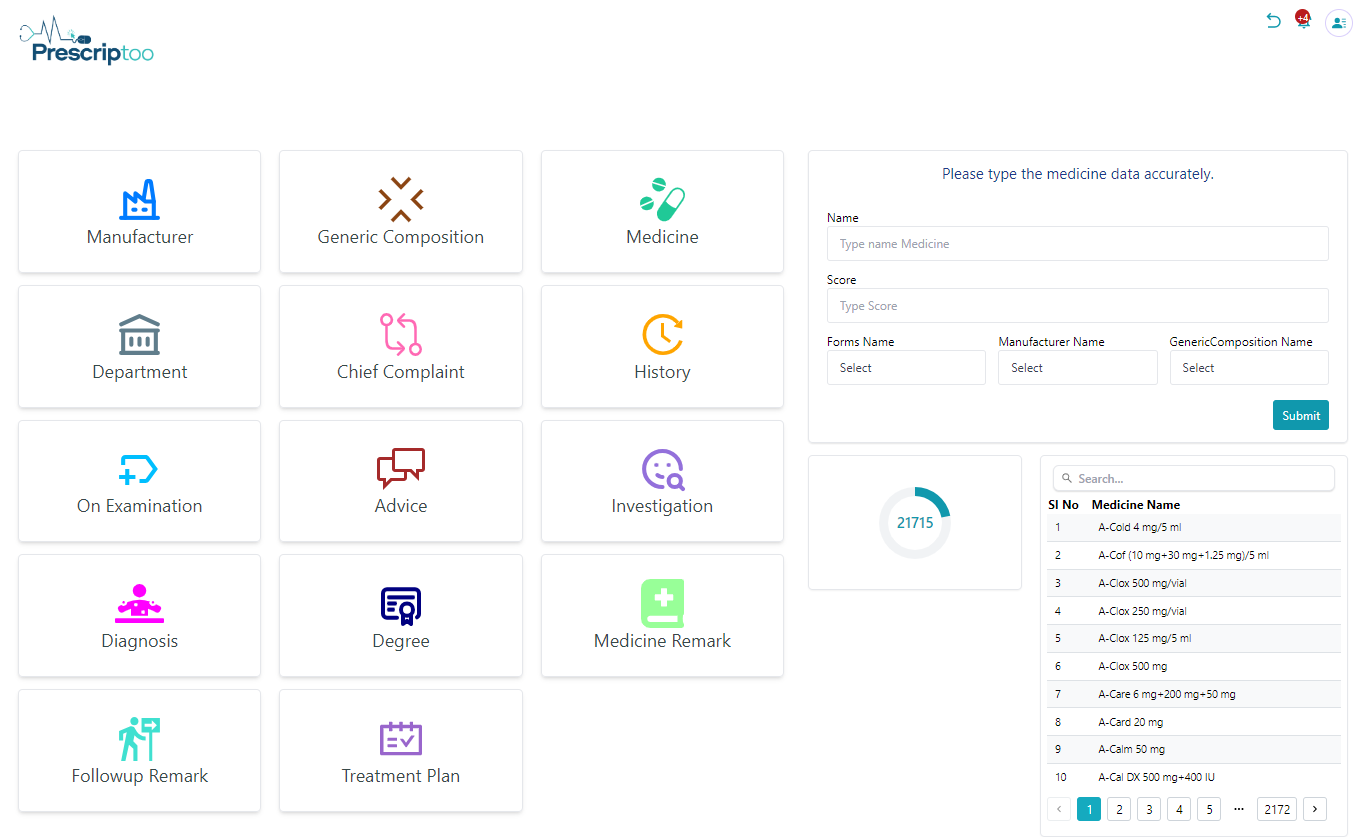 Prescriptoo
+4
Manufacturer
Generic Composition
Medicine
Department
Chief Complaint
History
On Examination
Advice
Investigation
Diagnosis
Degree
Medicine Remark
Followup Remark
Treatment Plan
Please type the medicine data accurately.
Name
Type name Medicine
Score
Type Score
Forms Name Manufacturer Name GenericComposition Name
Select Select Select
Submit
21715
Search...
Sl No Medicine Name
1 A-Cold 4 mg/5 ml
2 A-Cof (10 mg+30 mg+1.25 mg)/5 ml
3 A-Clox 500 mg/vial
4 A-Clox 250 mg/vial
5 A-Clox 125 mg/5 ml
6 A-Clox 500 mg
7 A-Care 6 mg+200 mg+50 mg
8 A-Card 20 mg
9 A-Calm 50 mg
10 A-Cal DX 500 mg+400 IU
< 1 2 3 4 5 ••• 2172 >